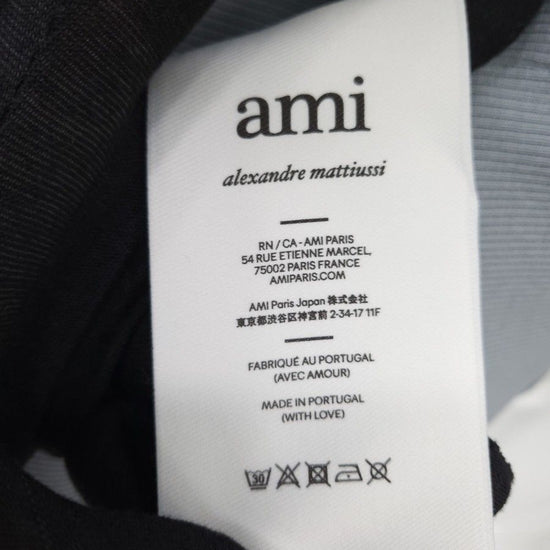 ami
alexandre mattiussi
RN / CA - AMI PARIS
54 RUE ETIENNE MARCEL,
75002 PARIS FRANCE
AMIPARIS.COM
AMI Paris Japan 株式会社
東京都渋谷区神宮前 2-34-17 11F
FABRIQUÉ AU PORTUGAL
(AVEC AMOUR)
MADE IN PORTUGAL
(WITH LOVE)
30